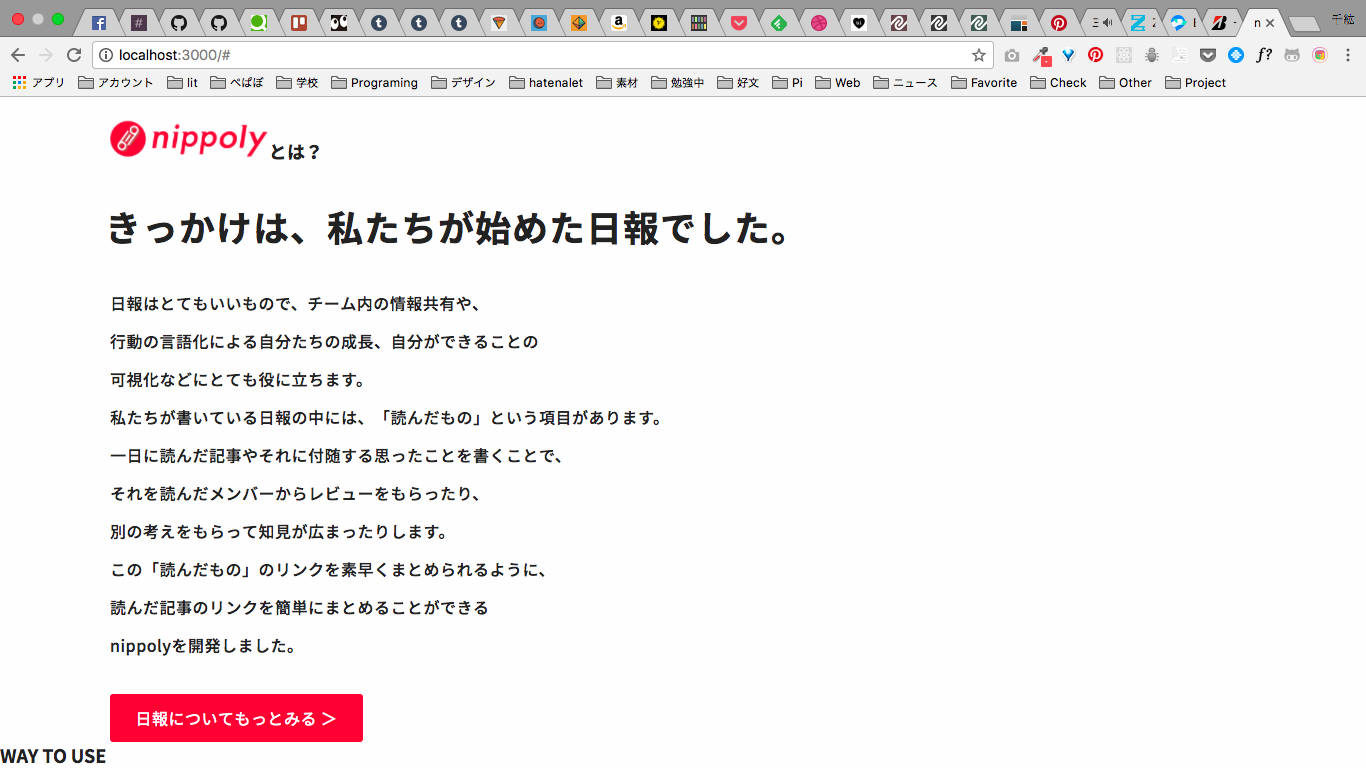 n
千紘
localhost:3000/#
f?
アプリ アカウント lit ぺぱぼ 学校 Programing デザイン hatenalet 素材 勉強中 好文 Pi Web ニュース Favorite Check Other Project
nippolyとは？
きっかけは、私たちが始めた日報でした。
日報はとてもいいもので、チーム内の情報共有や、
行動の言語化による自分たちの成長、自分ができることの
可視化などにとても役に立ちます。
私たちが書いている日報の中には、「読んだもの」という項目があります。
一日に読んだ記事やそれに付随する思ったことを書くことで、
それを読んだメンバーからレビューをもらったり、
別の考えをもらって知見が広まったりします。
この「読んだもの」のリンクを素早くまとめられるように、
読んだ記事のリンクを簡単にまとめることができる
nippolyを開発しました。
日報についてもっとみる ＞
WAY TO USE